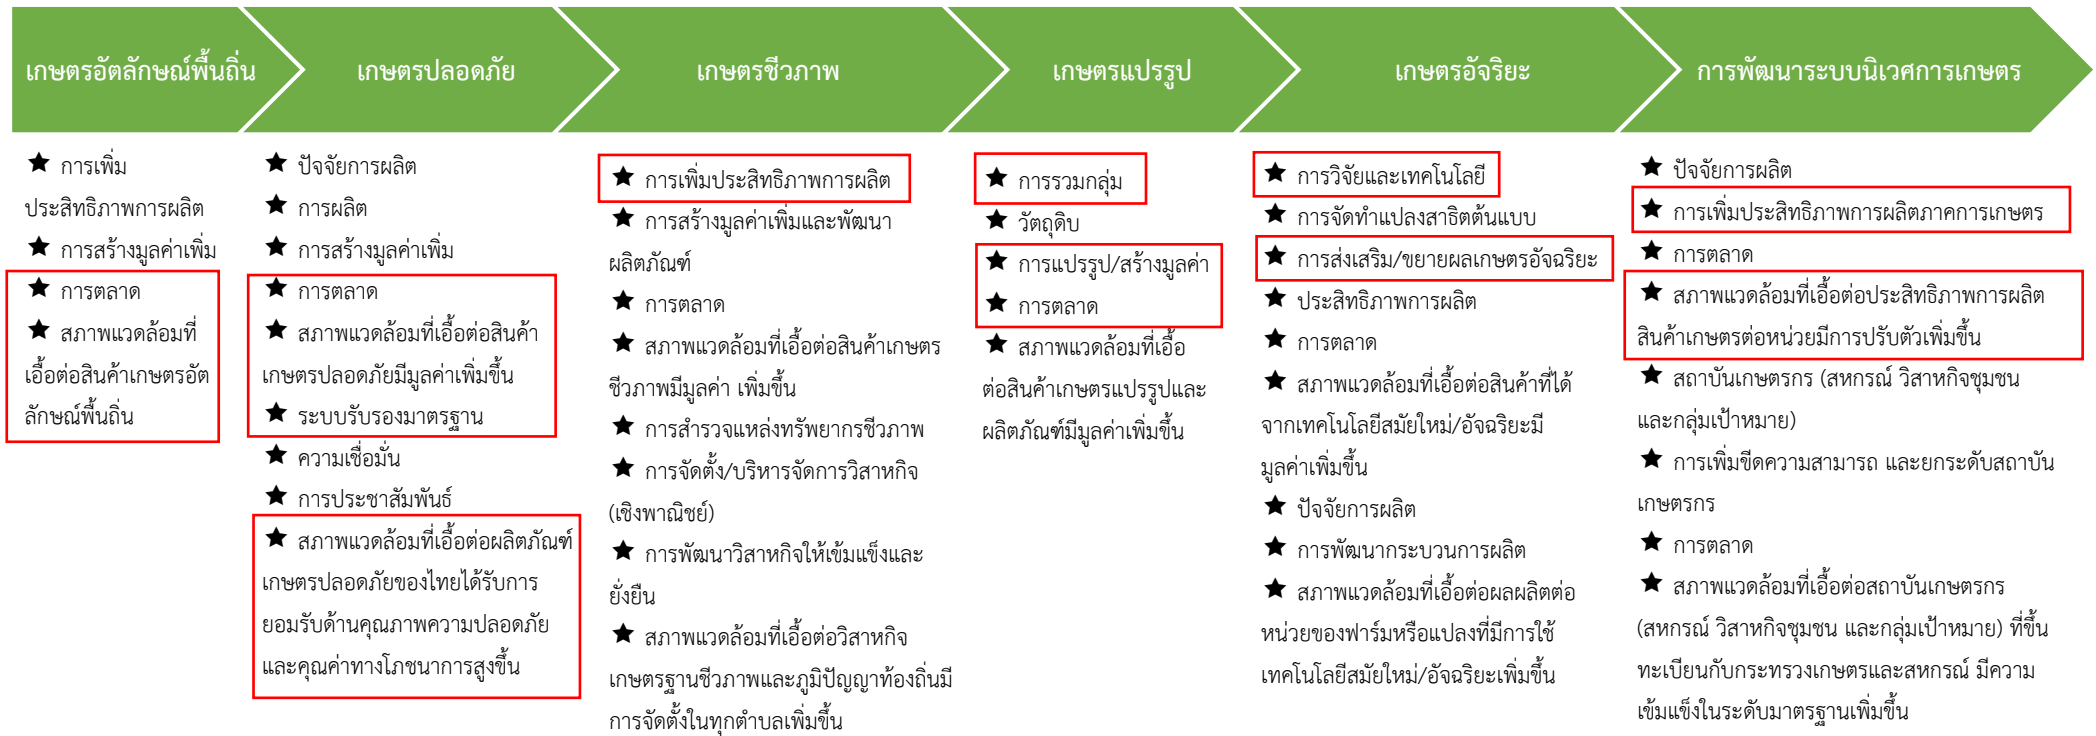 เกษตรอัตลักษณ์พื้นถิ่น
เกษตรปลอดภัย
เกษตรชีวภาพ
เกษตรแปรรูป
เกษตรอัจริยะ
การพัฒนาระบบนิเวศการเกษตร
★ การเพิ่ม
ประสิทธิภาพการผลิต
★ การสร้างมูลค่าเพิ่ม
★ การตลาด
★ สภาพแวดล้อมที่
เอื้อต่อสินค้าเกษตรอัต
ลักษณ์พื้นถิ่น
★ ปัจจัยการผลิต
★ การผลิต
★ การสร้างมูลค่าเพิ่ม
★ การตลาด
★ สภาพแวดล้อมที่เอื้อต่อสินค้า
เกษตรปลอดภัยมีมูลค่าเพิ่มขึ้น
★ ระบบรับรองมาตรฐาน
★ ความเชื่อมั่น
★ การประชาสัมพันธ์
★ สภาพแวดล้อมที่เอื้อต่อผลิตภัณฑ์
เกษตรปลอดภัยของไทยได้รับการ
ยอมรับด้านคุณภาพความปลอดภัย
และคุณค่าทางโภชนาการสูงขึ้น
★ การเพิ่มประสิทธิภาพการผลิต
★ การสร้างมูลค่าเพิ่มและพัฒนา
ผลิตภัณฑ์
★ การตลาด
★ สภาพแวดล้อมที่เอื้อต่อสินค้าเกษตร
ชีวภาพมีมูลค่า เพิ่มขึ้น
★ การสำรวจแหล่งทรัพยากรชีวภาพ
★ การจัดตั้ง/บริหารจัดการวิสาหกิจ
(เชิงพาณิชย์)
★ การพัฒนาวิสาหกิจให้เข้มแข็งและ
ยั่งยืน
★ สภาพแวดล้อมที่เอื้อต่อวิสาหกิจ
เกษตรฐานชีวภาพและภูมิปัญญาท้องถิ่นมี
การจัดตั้งในทุกตำบลเพิ่มขึ้น
★ การรวมกลุ่ม
★ วัตถุดิบ
★ การแปรรูป/สร้างมูลค่า
★ การตลาด
★ สภาพแวดล้อมที่เอื้อ
ต่อสินค้าเกษตรแปรรูปและ
ผลิตภัณฑ์มีมูลค่าเพิ่มขึ้น
★ การวิจัยและเทคโนโลยี
★ การจัดทำแปลงสาธิตต้นแบบ
★ การส่งเสริม/ขยายผลเกษตรอัจฉริยะ
★ ประสิทธิภาพการผลิต
★ การตลาด
★ สภาพแวดล้อมที่เอื้อต่อสินค้าที่ได้
จากเทคโนโลยีสมัยใหม่/อัจฉริยะมี
มูลค่าเพิ่มขึ้น
★ ปัจจัยการผลิต
★ การพัฒนากระบวนการผลิต
★ สภาพแวดล้อมที่เอื้อต่อผลผลิตต่อ
หน่วยของฟาร์มหรือแปลงที่มีการใช้
เทคโนโลยีสมัยใหม่/อัจฉริยะเพิ่มขึ้น
★ ปัจจัยการผลิต
★ การเพิ่มประสิทธิภาพการผลิตภาคการเกษตร
★ การตลาด
★ สภาพแวดล้อมที่เอื้อต่อประสิทธิภาพการผลิต
สินค้าเกษตรต่อหน่วยมีการปรับตัวเพิ่มขึ้น
★ สถาบันเกษตรกร (สหกรณ์ วิสาหกิจชุมชน
และกลุ่มเป้าหมาย)
★ การเพิ่มขีดความสามารถ และยกระดับสถาบัน
เกษตรกร
★ การตลาด
★ สภาพแวดล้อมที่เอื้อต่อสถาบันเกษตรกร
(สหกรณ์ วิสาหกิจชุมชน และกลุ่มเป้าหมาย) ที่ขึ้น
ทะเบียนกับกระทรวงเกษตรและสหกรณ์ มีความ
เข้มแข็งในระดับมาตรฐานเพิ่มขึ้น